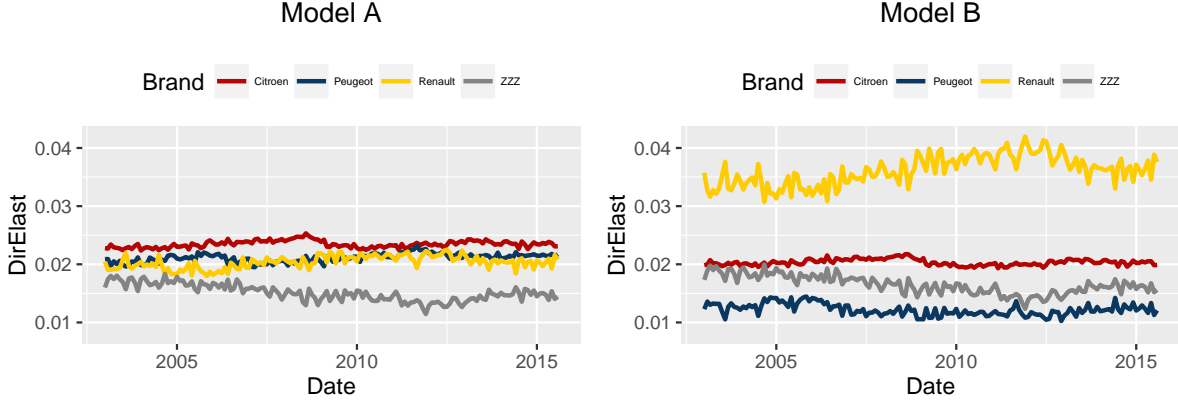 Model A
Brand Citroen Peugeot Renault ZZZ
0.04
0.03
0.02
0.01
DirElast
2005 2010 2015
Date
Model B
Brand Citroen Peugeot Renault ZZZ
0.04
0.03
0.02
0.01
DirElast
2005 2010 2015
Date